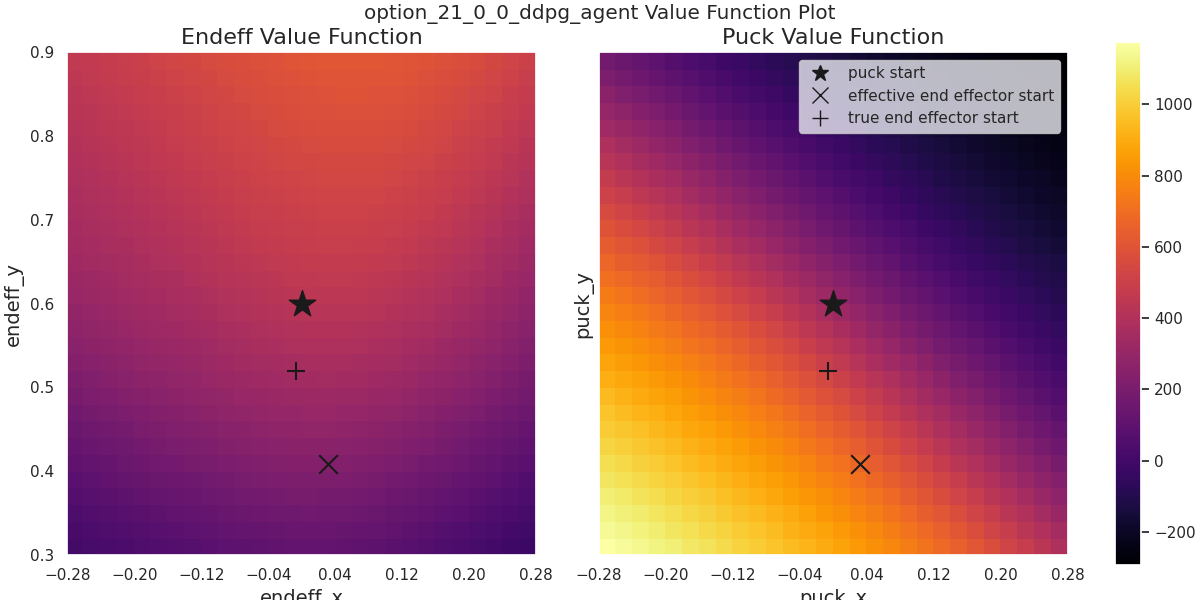 option_21_0_0_ddpg_agent Value Function Plot
Endeff Value Function
Puck Value Function
puck start
effective end effector start
true end effector start
endeff_y
0.9
0.8
0.7
0.6
0.5
0.4
0.3
−0.28 −0.20 −0.12 −0.04 0.04 0.12 0.20 0.28
endeff_x
puck_y
−0.28 −0.20 −0.12 −0.04 0.04 0.12 0.20 0.28
puck_x
1000
800
600
400
200
0
−200